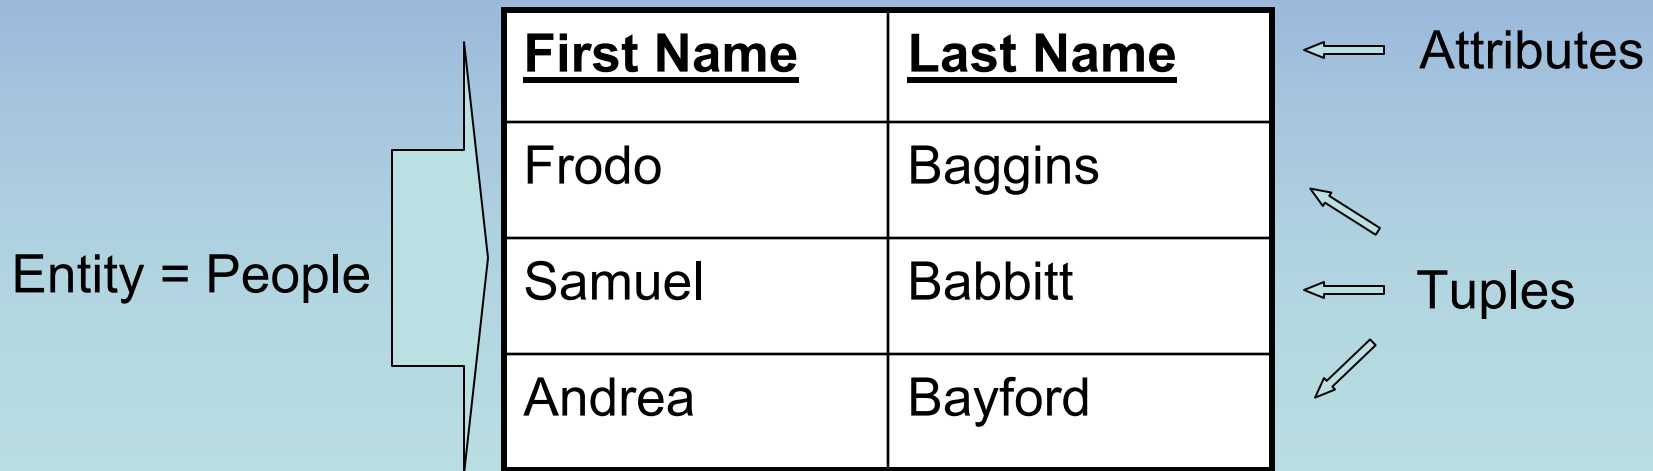 First Name Last Name Attributes
Frodo Baggins
Entity = People
Samuel Babbitt Tuples
Andrea Bayford